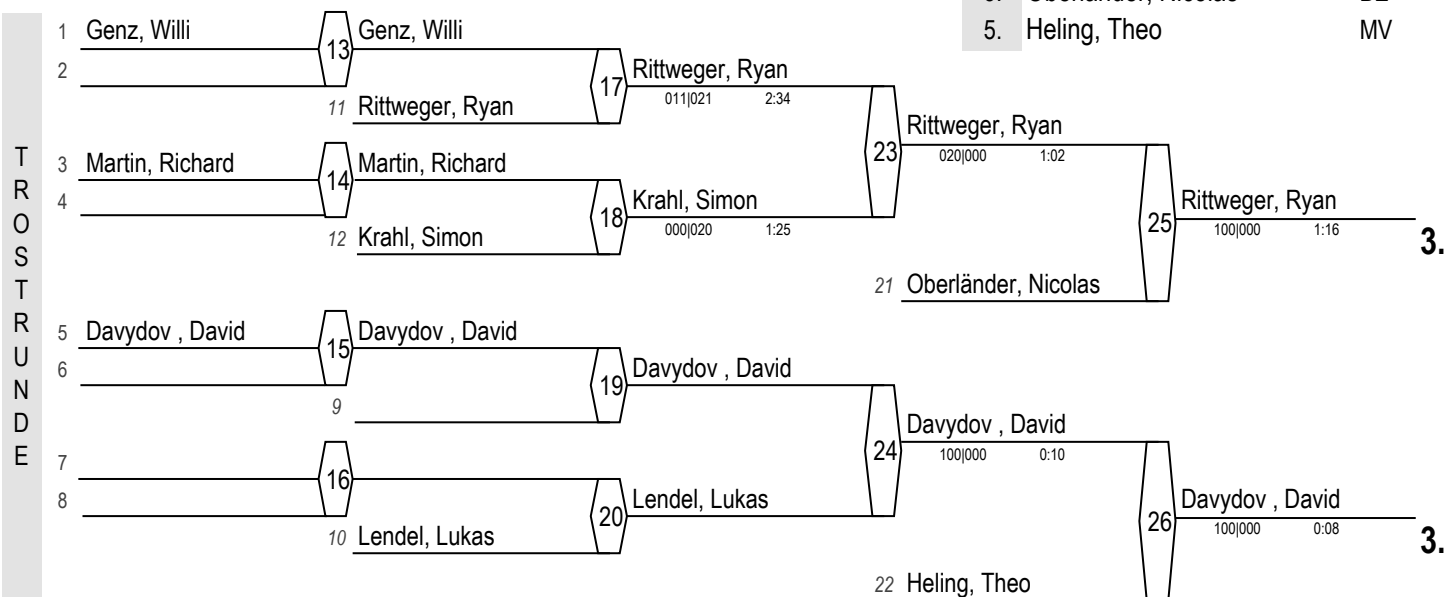 5. Heling, Theo MV
TROSTRUNDE
1 Genz, Willi 13 Genz, Willi
2
17 Rittweger, Ryan
011|021 2:34
11 Rittweger, Ryan
23 Rittweger, Ryan
020|000 1:02
3 Martin, Richard 14 Martin, Richard
4
18 Krahl, Simon
000|020 1:25
12 Krahl, Simon
25 Rittweger, Ryan
100|000 1:16
3.
21 Oberländer, Nicolas
5 Davydov , David 15 Davydov , David
6
19 Davydov , David
9
24 Davydov , David
100|000 0:10
7
16
8
20 Lendel, Lukas
10 Lendel, Lukas
26 Davydov , David
100|000 0:08
3.
22 Heling, Theo